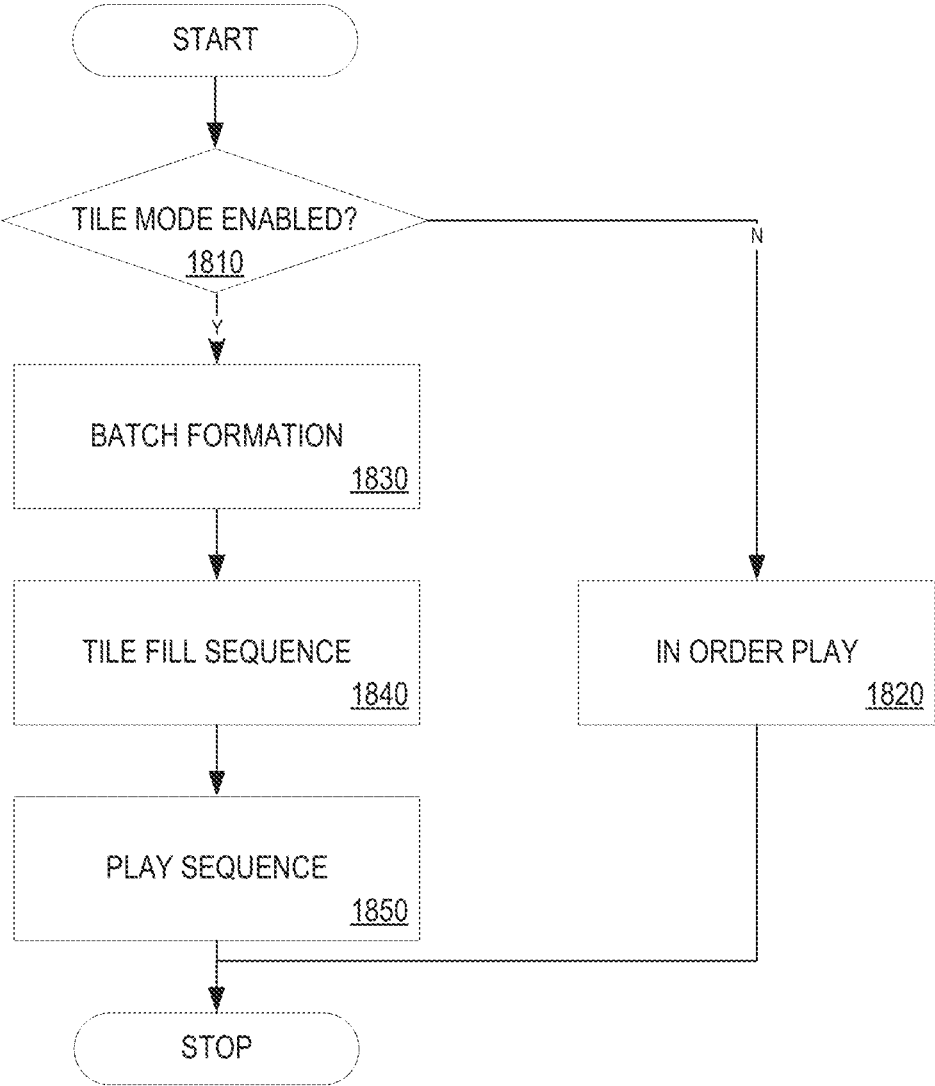 START
TILE MODE ENABLED?
1810
N
Y
BATCH FORMATION
1830
TILE FILL SEQUENCE
1840
IN ORDER PLAY
1820
PLAY SEQUENCE
1850
STOP